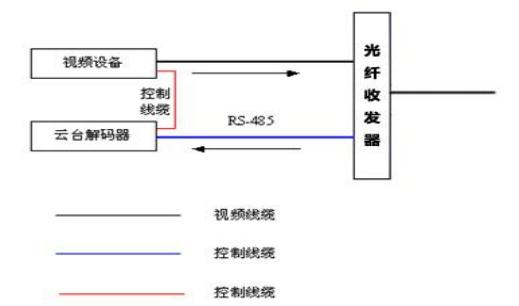 视频设备
控制
线缆
云台解码器
RS-485
光纤收发器
视频线缆
控制线缆
控制线缆